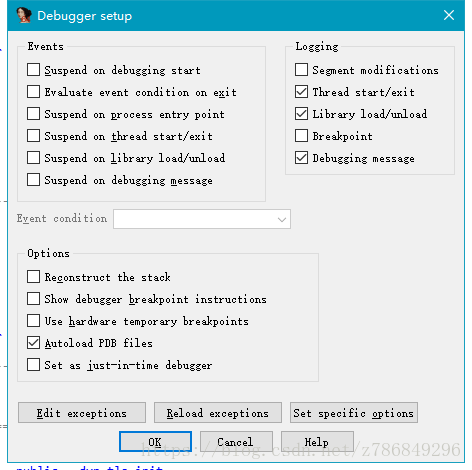 Debugger setup
Events
Suspend on debugging start
Evaluate event condition on exit
Suspend on process entry point
Suspend on thread start/exit
Suspend on library load/unload
Suspend on debugging message
Logging
Segment modifications
Thread start/exit
Library load/unload
Breakpoint
Debugging message
Event condition
Options
Reconstruct the stack
Show debugger breakpoint instructions
Use hardware temporary breakpoints
Autoload PDB files
Set as just-in-time debugger
Edit exceptions
Reload exceptions
Set specific options
OK
Cancel
Help
https://blog.csdn.net/z786849296